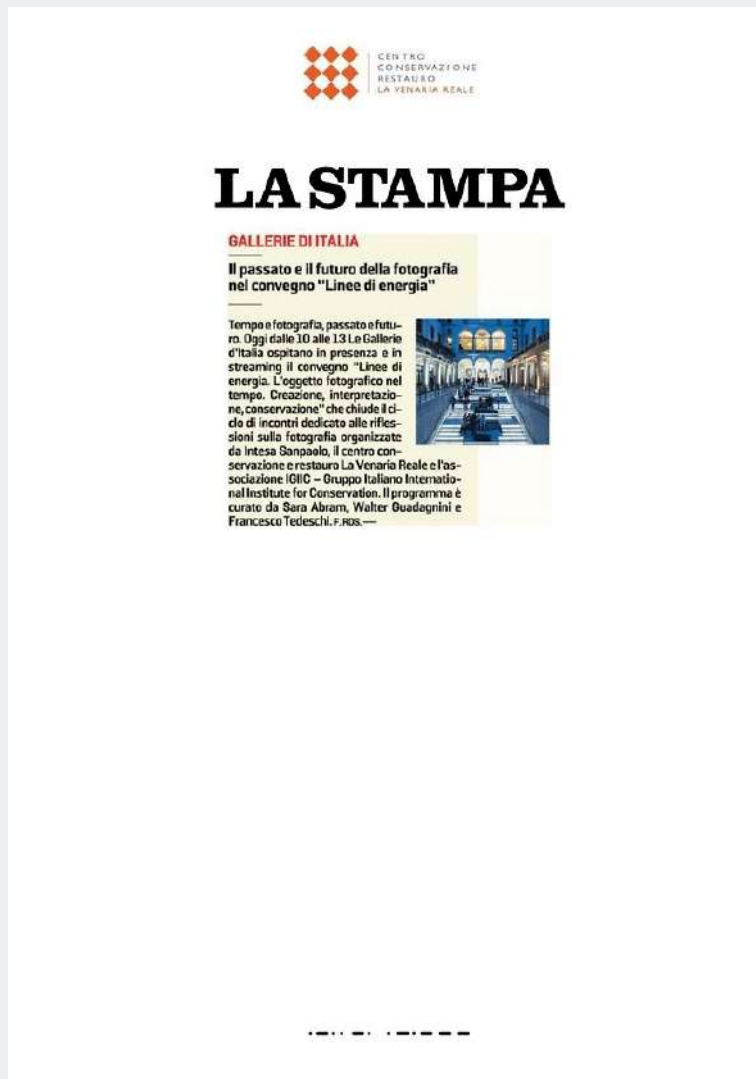 CENTRO
CONSERVAZIONE
RESTAURO
LA VENARIA REALE
LA STAMPA
GALLERIE DI ITALIA
Il passato e il futuro della fotografia
nel convegno "Linee di energia"
Tempo e fotografia, passato e futu-
ro. Oggi dalle 10 alle 13 Le Gallerie
d'Italia ospitano in presenza e in
streaming il convegno "Linee di
energia. L'oggetto fotografico nel
tempo. Creazione, interpretazio-
ne, conservazione" che chiude il ci-
clo di incontri dedicato alle rifles-
sioni sulla fotografia organizzate
da Intesa Sanpaolo, il centro con-
servazione e restauro La Venaria Reale e l'as-
sociazione IGIIC – Gruppo Italiano Internatio-
nal Institute for Conservation. Il programma è
curato da Sara Abram, Walter Guadagnini e
Francesco Tedeschi. F. ROS.—